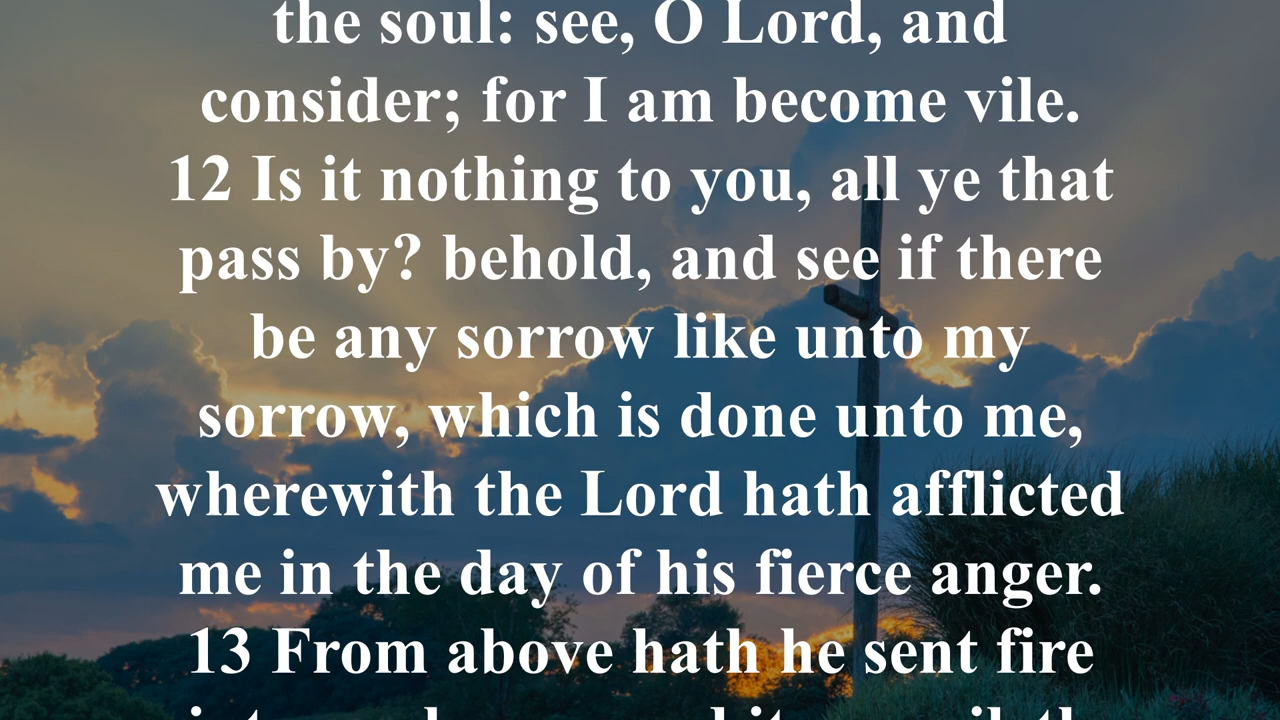 the soul: see, O Lord, and
consider; for I am become vile.
12 Is it nothing to you, all ye that
pass by? behold, and see if there
be any sorrow like unto my
sorrow, which is done unto me,
wherewith the Lord hath afflicted
me in the day of his fierce anger.
13 From above hath he sent fire